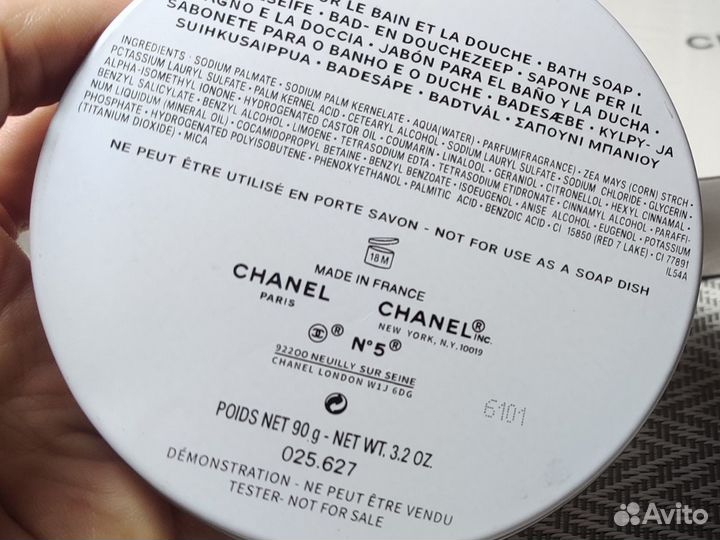 UR LE BAIN ET LA DOUCHE · BATH SOAP ·
SEIFE · BAD- EN DOUCHEZEEP · SAPONE PER IL
BAGNO E LA DOCCIA · JABÓN PARA EL BAÑO Y LA DUCHA ·
SABONETE PARA O BANHO E O DUCHE · BADESÆBE · KYLPY- JA
SUIHKUSAIPPUA · BADESÅPE · BADTVÅL · ΣΑΠΟΥΝΙ ΜΠΑΝΙΟΥ
INGREDIENTS · SODIUM PALMATE · SODIUM PALM KERNELATE · AQUA(WATER) · PARFUM(FRAGRANCE) · ZEA MAYS (CORN) STRCH ·
POTASSIUM LAURYL SULFATE · PALM KERNEL ACID · CETEARYL ALCOHOL · SODIUM LAURYL SULFATE · SODIUM CHLORIDE · GLYCERIN ·
ALPHA-ISOMETHYL IONONE · HYDROGENATED CASTOR OIL · COUMARIN · LINALOOL · GERANIOL · CITRONELLOL · HEXYL CINNAMAL ·
BENZYL SALICYLATE · BENZYL ALCOHOL · LIMOENE · TETRASODIUM EDTA · TETRASODIUM ETIDRONATE · CINNAMYL ALCOHOL · PARAFFI-
NUM LIQUIDUM (MINERAL OIL) · COCAMIDOPROPYL BETAINE · BENZYL BENZOATE · ISOEUGENOL · ANISE ALCOHOL · EUGENOL · POTASSIUM
PHOSPHATE · HYDROGENATED POLYISOBUTENE · PHENOXYETHANOL · PALMITIC ACID · BENZOIC ACID · CI 15850 (RED 7 LAKE) · CI 77891
(TITANIUM DIOXIDE) · MICA
IL54A
NE PEUT ÊTRE UTILISÉ EN PORTE SAVON - NOT FOR USE AS A SOAP DISH
18 M
MADE IN FRANCE
CHANEL
PARIS
CHANEL® INC.
NEW YORK, N.Y. 10019
® N°5®
92200 NEUILLY SUR SEINE
CHANEL LONDON W1J 6DG
POIDS NET 90 g - NET WT. 3.2 OZ.
025.627
6101
DÉMONSTRATION - NE PEUT ÊTRE VENDU
TESTER- NOT FOR SALE
CH
Avito